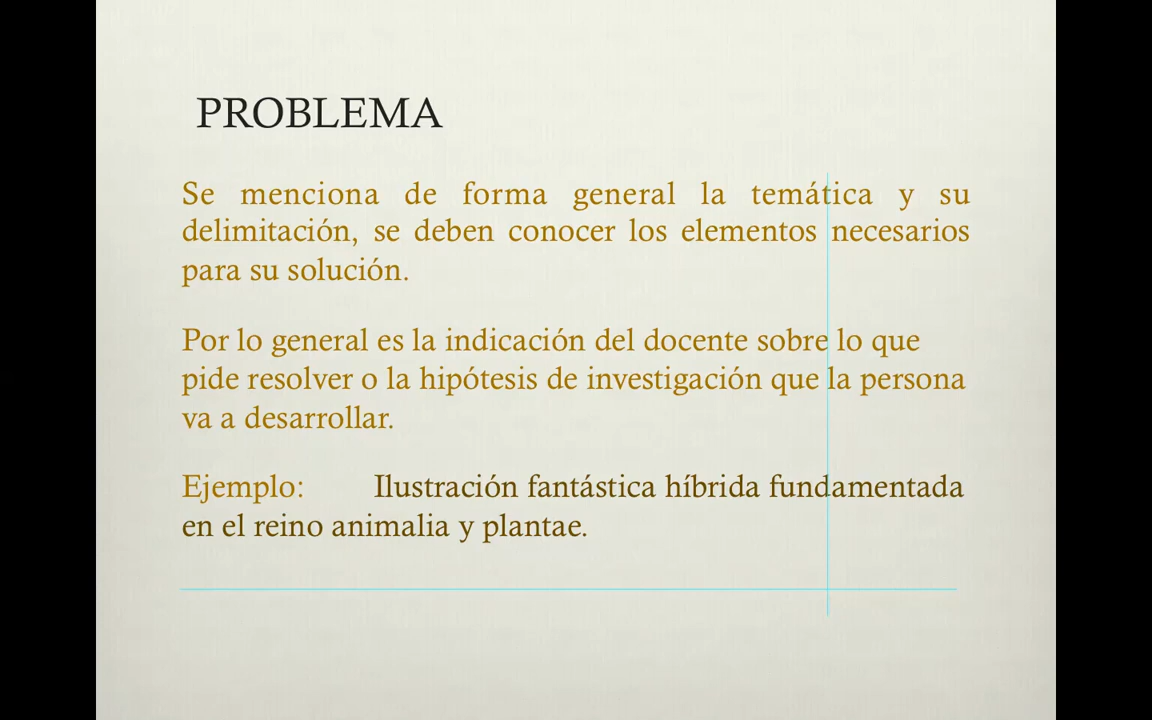 PROBLEMA
Se menciona de forma general la temática y su
delimitación, se deben conocer los elementos necesarios
para su solución.
Por lo general es la indicación del docente sobre lo que
pide resolver o la hipótesis de investigación que la persona
va a desarrollar.
Ejemplo: Ilustración fantástica híbrida fundamentada
en el reino animalia y plantae.